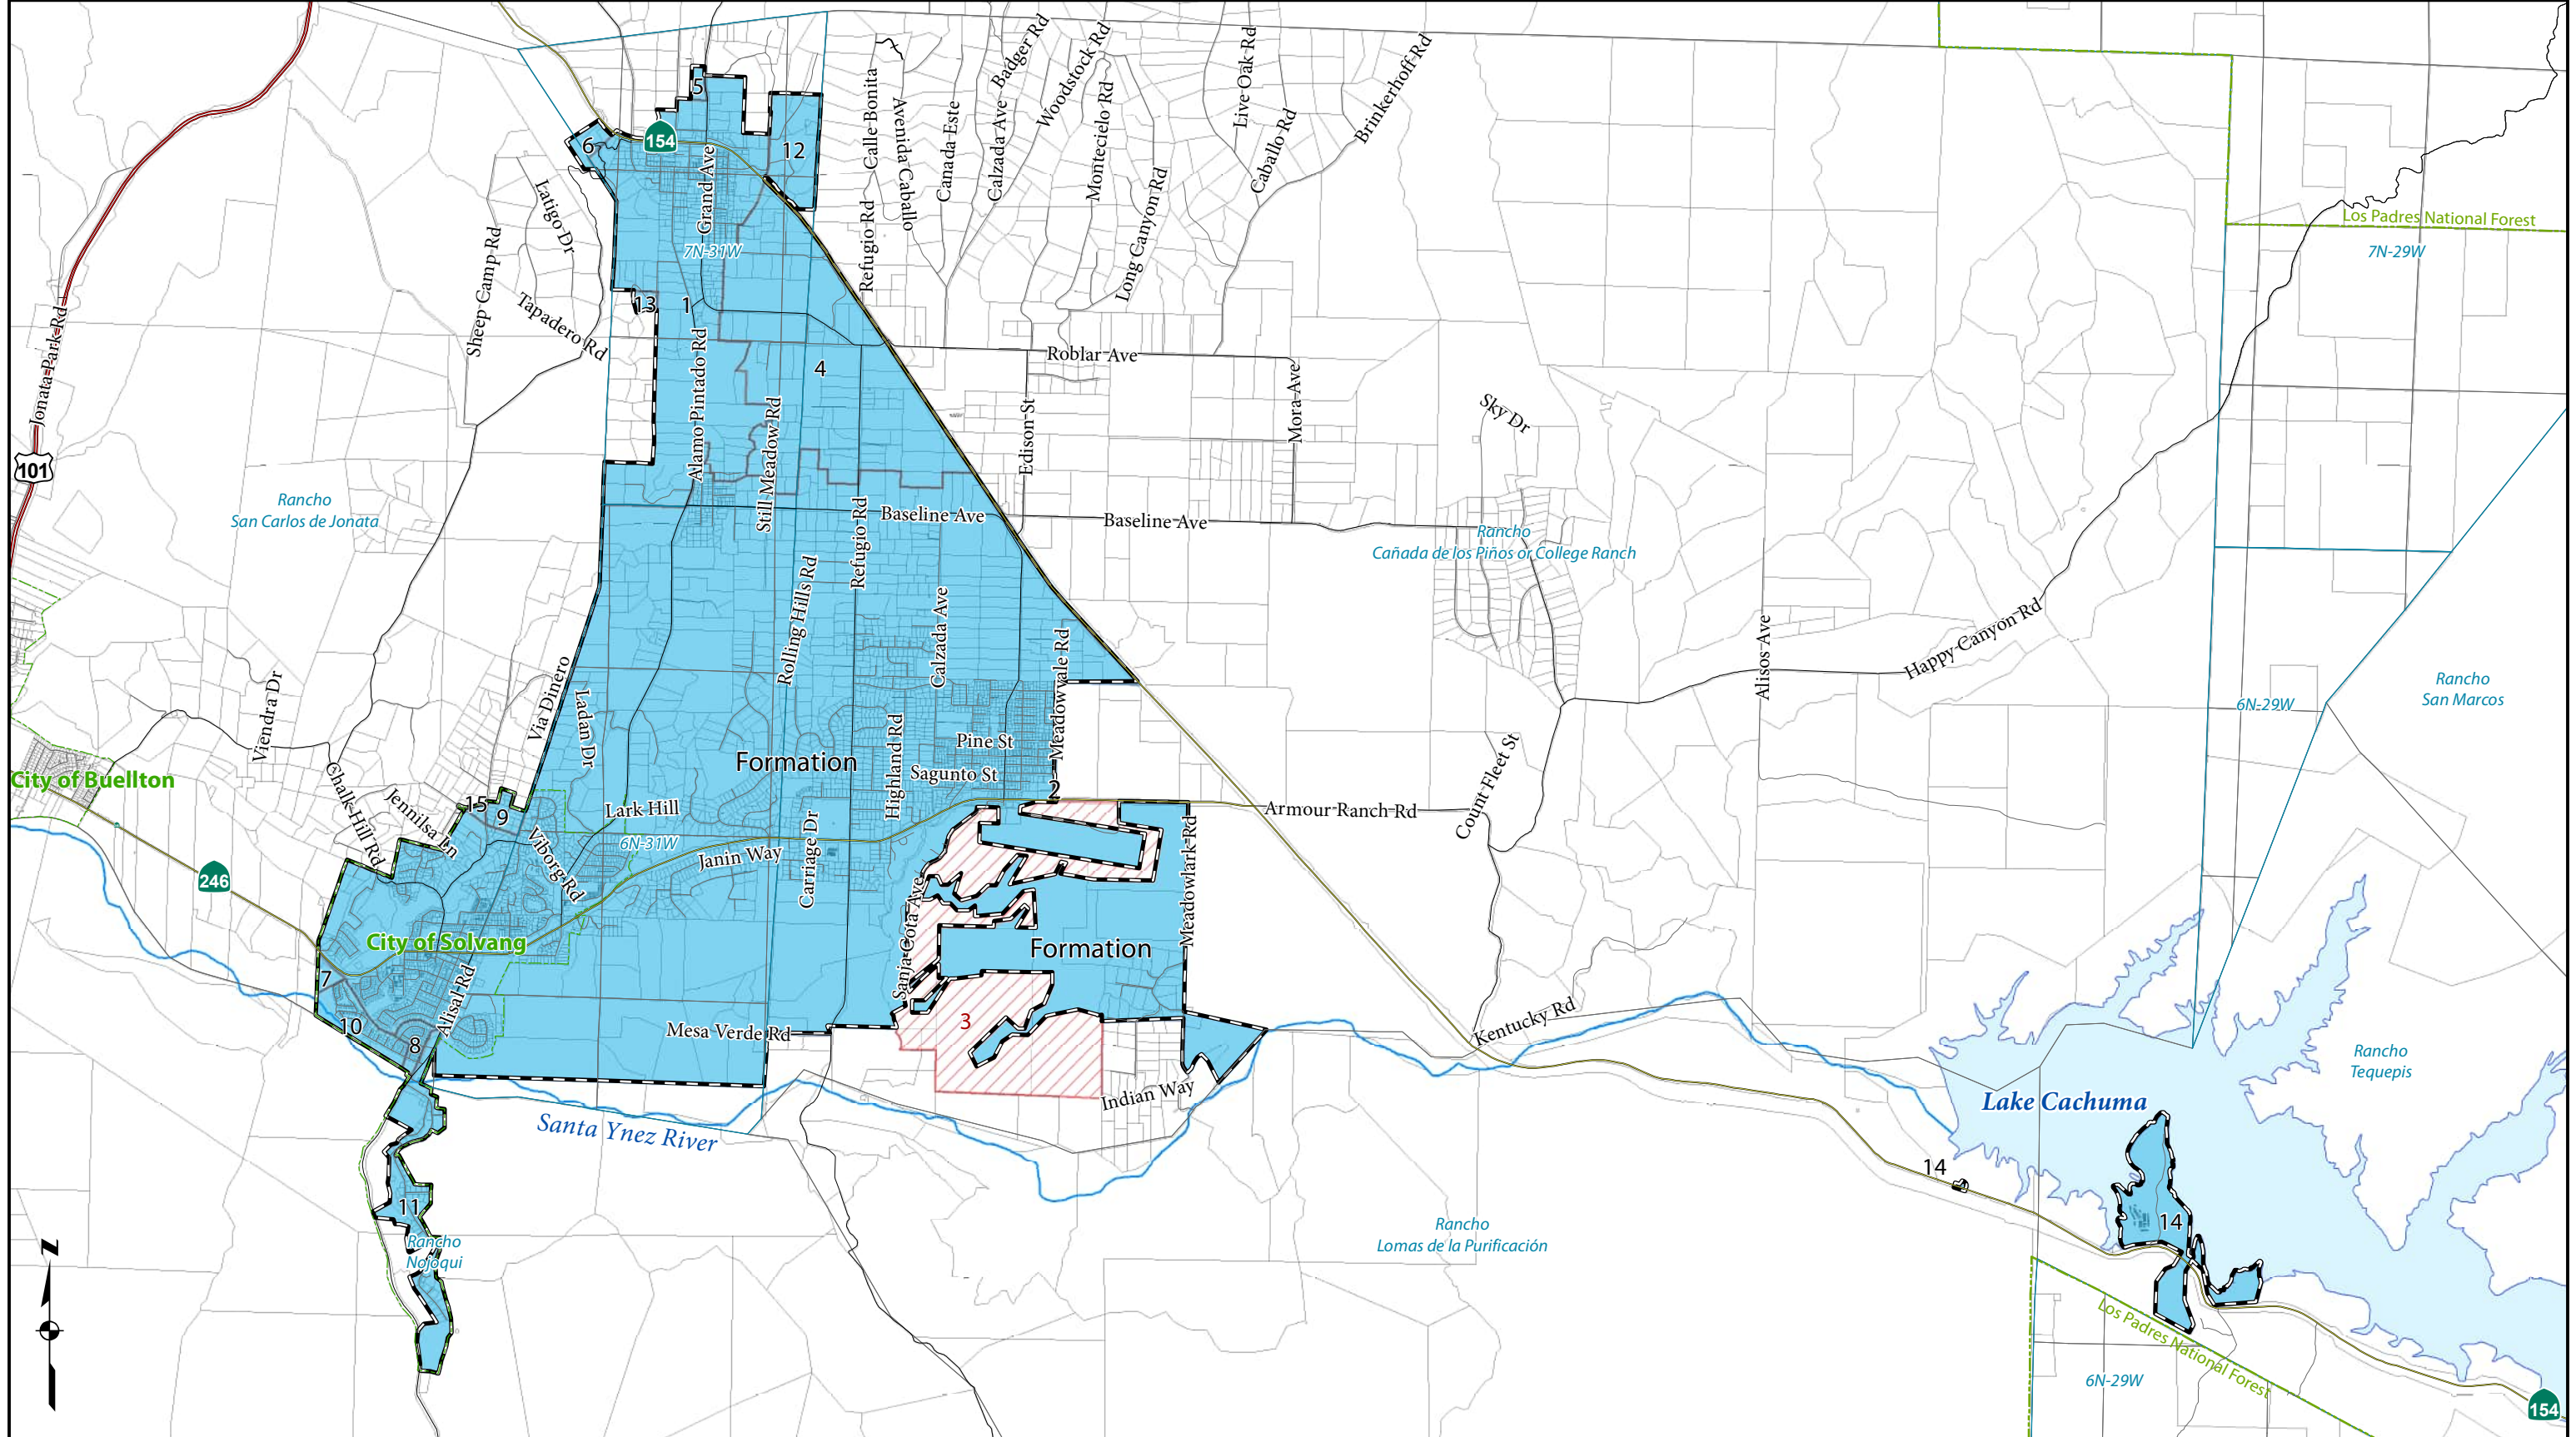 Jonata Park Rd
101
Rancho
San Carlos de Jonata
Sheep Camp Rd
Latigo Dr
Tapadero Rd
5
6
154
12
Grand Ave
7N-31W
13
1
4
Alamo Pintado Rd
Still Meadow Rd
Refugio Rd
Calle Bonita
Avenida Caballo
Canada Este
Calzada Ave
Badger Rd
Woodstock Rd
Montecielo Rd
Long Canyon Rd
Live Oak Rd
Caballo Rd
Brinkerhoff Rd
Roblar Ave
Edison St
Mora Ave
Sky Dr
Baseline Ave
Baseline Ave
Rancho
Cañada de los Piños or College Ranch
Los Padres National Forest
7N-29W
Refugio Rd
Rolling Hills Rd
Calzada Ave
Meadowvale Rd
Alisos Ave
Happy Canyon Rd
6N-29W
Rancho
San Marcos
Via Dinero
Ladan Dr
Viendra Dr
City of Buellton
Chalk Hill Rd
Jennilsa Ln
15
9
Viborg Rd
Lark Hill
6N-31W
Formation
Highland Rd
Pine St
Sagunto St
2
Janin Way
Carriage Dr
Armour Ranch Rd
Count Fleet St
246
City of Solvang
7
10
8
Alisal Rd
Sanja Cota Ave
Formation
Meadowlark Rd
3
Mesa Verde Rd
Indian Way
Kentucky Rd
Santa Ynez River
Lake Cachuma
Rancho
Tequepis
11
Rancho
Nojoqui
Rancho
Lomas de la Purificación
14
14
Los Padres National Forest
6N-29W
154
N